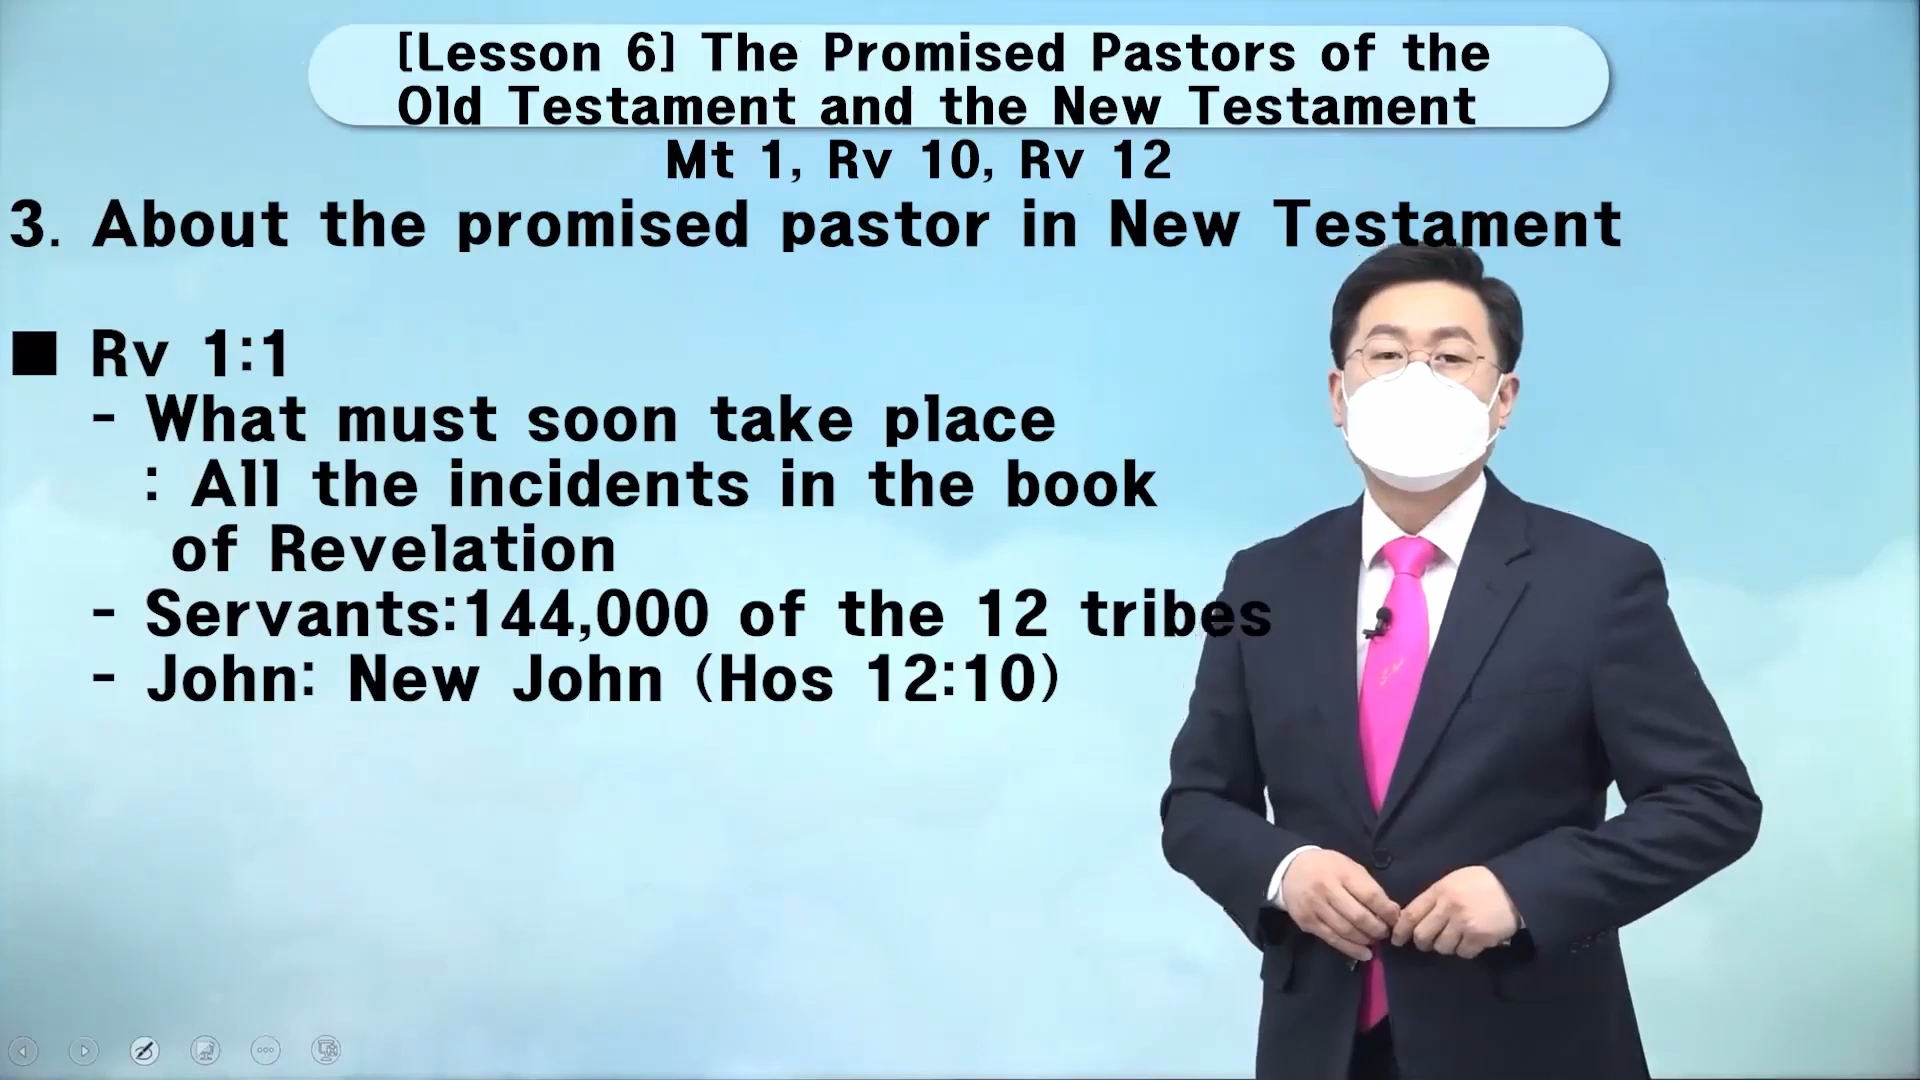 [Lesson 6] The Promised Pastors of the
Old Testament and the New Testament
Mt 1, Rv 10, Rv 12
3. About the promised pastor in New Testament
■ Rv 1:1
- What must soon take place
: All the incidents in the book
of Revelation
- Servants:144,000 of the 12 tribes
- John: New John (Hos 12:10)